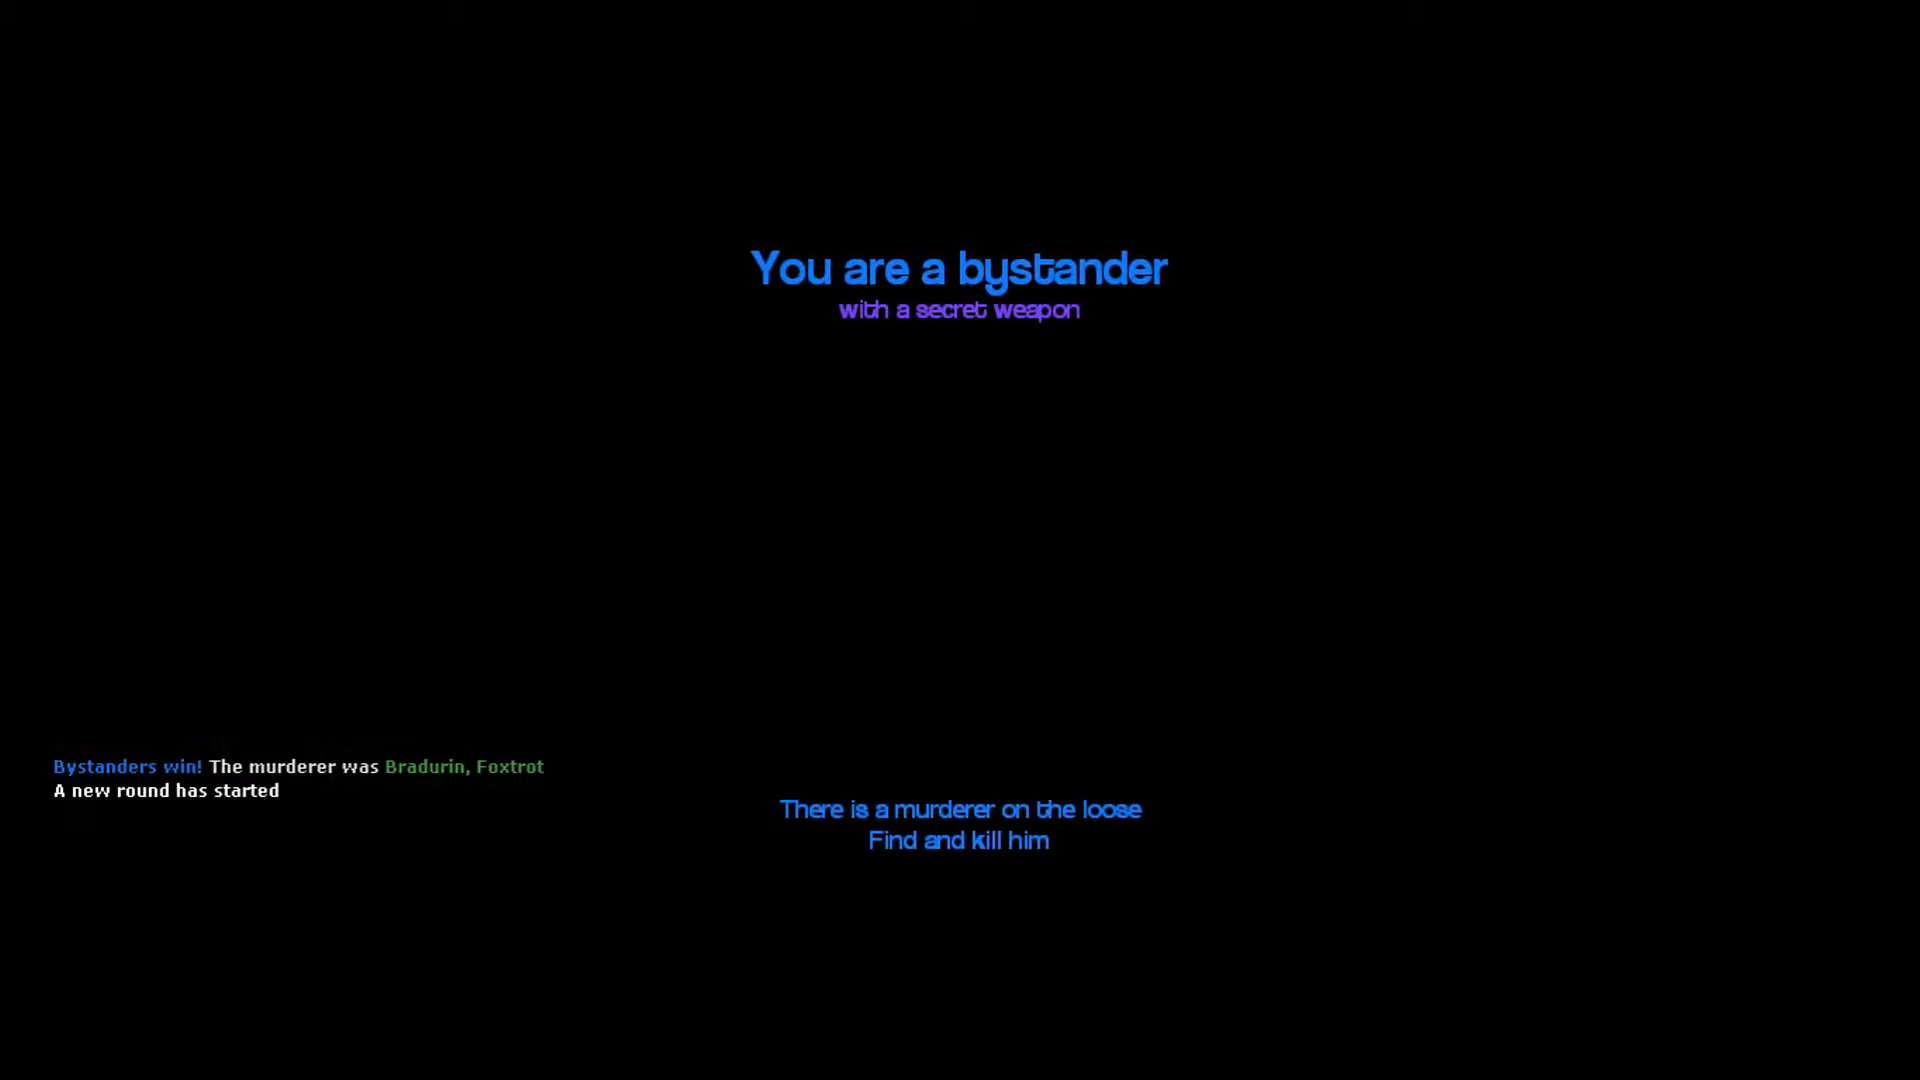 You are a bystander
with a secret weapon
Bystanders win! The murderer was Bradurin, Foxtrot
A new round has started
There is a murderer on the loose
Find and kill him